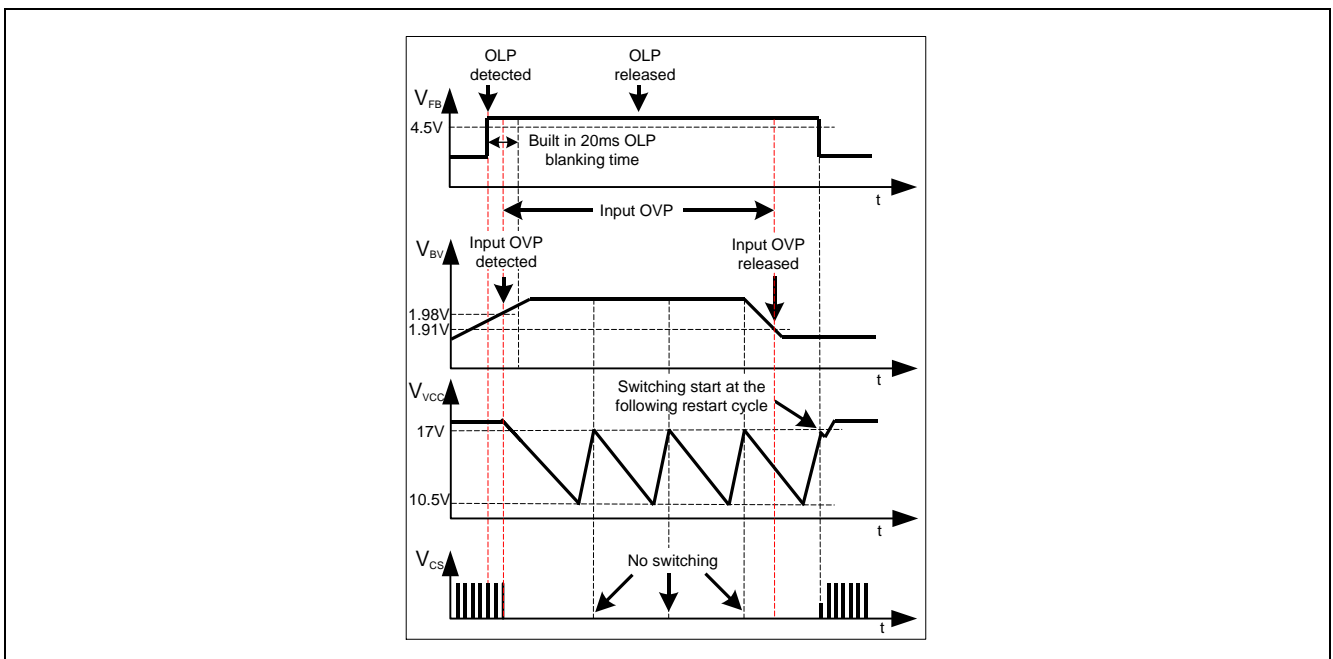 OLP
detected
OLP
released
VFB
4.5V
Built in 20ms OLP
blanking time
t
Input OVP
VBV
Input OVP
detected
Input OVP
released
1.98V
1.91V
t
VVCC
Switching start at the
following restart cycle
17V
10.5V
t
VCS
No switching
t